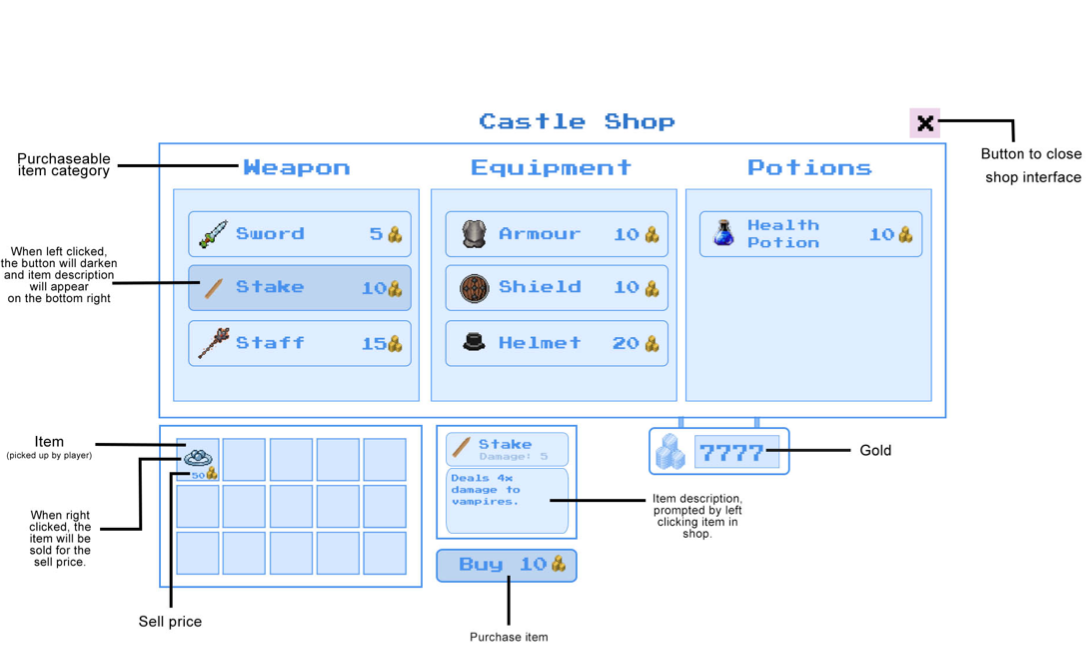 Castle Shop
X
Button to close
shop interface
Purchaseable
item category
Weapon
Equipment
Potions
When left clicked,
the button will darken
and item description
will appear
on the bottom right
Sword 5
Stake 10
Staff 15
Armour 10
Shield 10
Helmet 20
Health
Potion 10
Item
(picked up by player)
50
When right
clicked, the
item will be
sold for the
sell price.
Sell price
Stake
Damage: 5
Deals 4x
damage to
vampires.
Buy 10
Purchase item
7777
Gold
Item description,
prompted by left
clicking item in
shop.